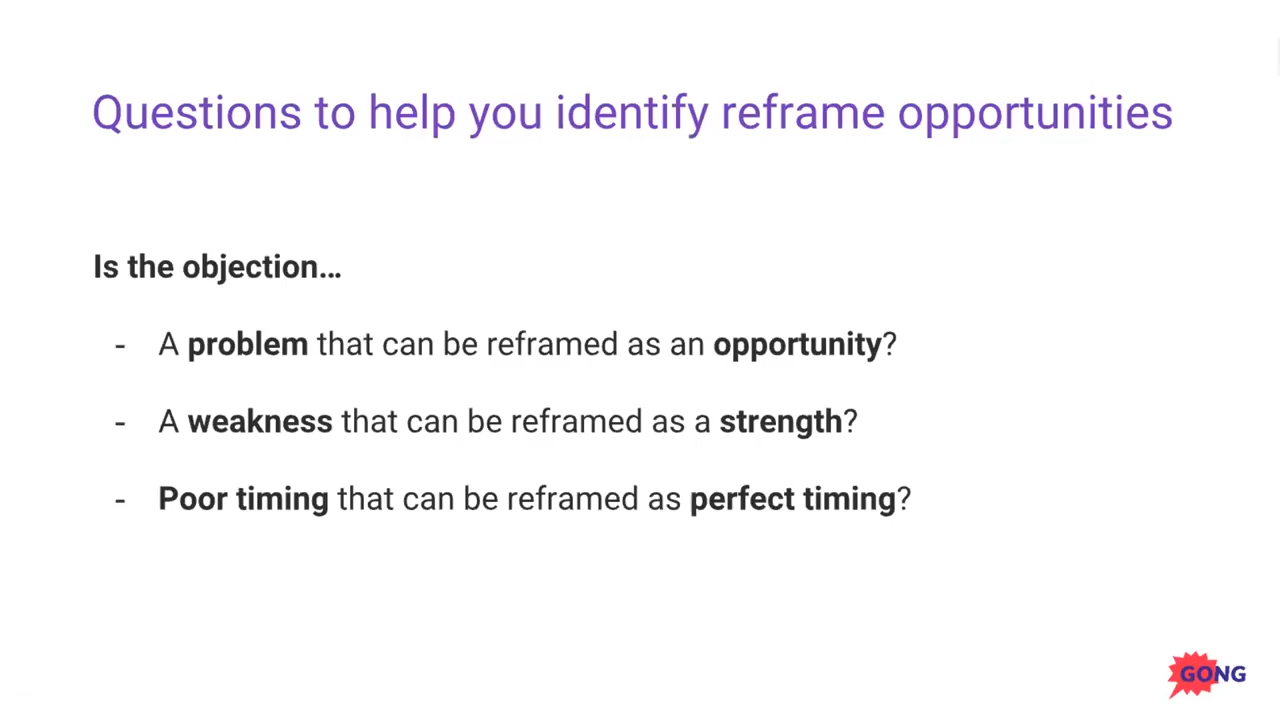 Questions to help you identify reframe opportunities
Is the objection...
- A problem that can be reframed as an opportunity?
- A weakness that can be reframed as a strength?
- Poor timing that can be reframed as perfect timing?
GONG